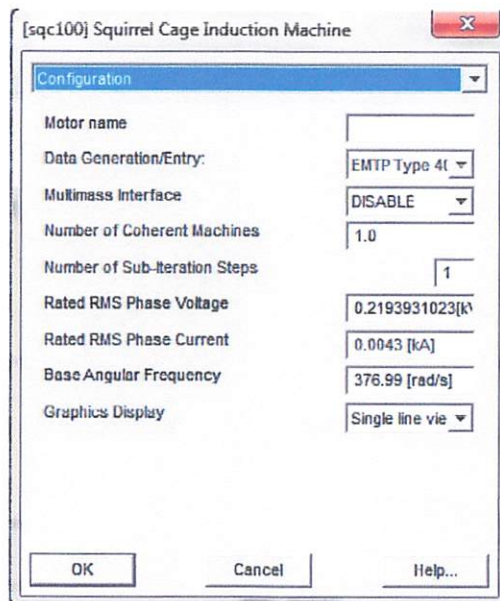 [sqc100] Squirrel Cage Induction Machine
Configuration
Motor name
Data Generation/Entry: EMTP Type 4(
Multimass Interface DISABLE
Number of Coherent Machines 1.0
Number of Sub-Iteration Steps 1
Rated RMS Phase Voltage 0.2193931023[k
Rated RMS Phase Current 0.0043 [kA]
Base Angular Frequency 376.99 [rad/s]
Graphics Display Single line vie
OK Cancel Help...